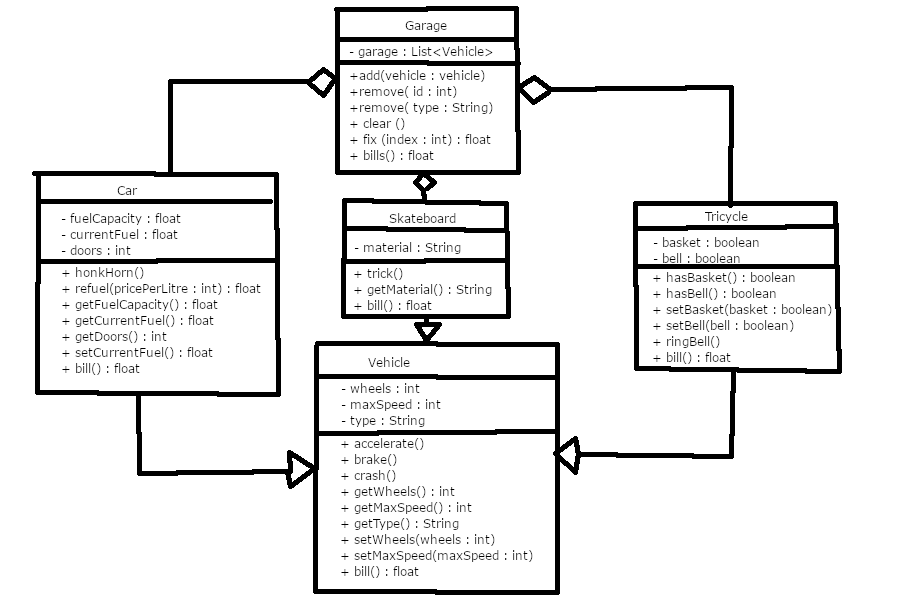 Garage
- garage : List<Vehicle>
+add(vehicle : vehicle)
+remove( id : int)
+remove( type : String)
+ clear ()
+ fix (index : int) : float
+ bills() : float
Car
- fuelCapacity : float
- currentFuel : float
- doors : int
+ honkHorn()
+ refuel(pricePerLitre : int) : float
+ getFuelCapacity() : float
+ getCurrentFuel() : float
+ getDoors() : int
+ setCurrentFuel() : float
+ bill() : float
Skateboard
- material : String
+ trick()
+ getMaterial() : String
+ bill() : float
Tricycle
- basket : boolean
- bell : boolean
+ hasBasket() : boolean
+ hasBell() : boolean
+ setBasket(basket : boolean)
+ setBell(bell : boolean)
+ ringBell()
+ bill() : float
Vehicle
- wheels : int
- maxSpeed : int
- type : String
+ accelerate()
+ brake()
+ crash()
+ getWheels() : int
+ getMaxSpeed() : int
+ getType() : String
+ setWheels(wheels : int)
+ setMaxSpeed(maxSpeed : int)
+ bill() : float